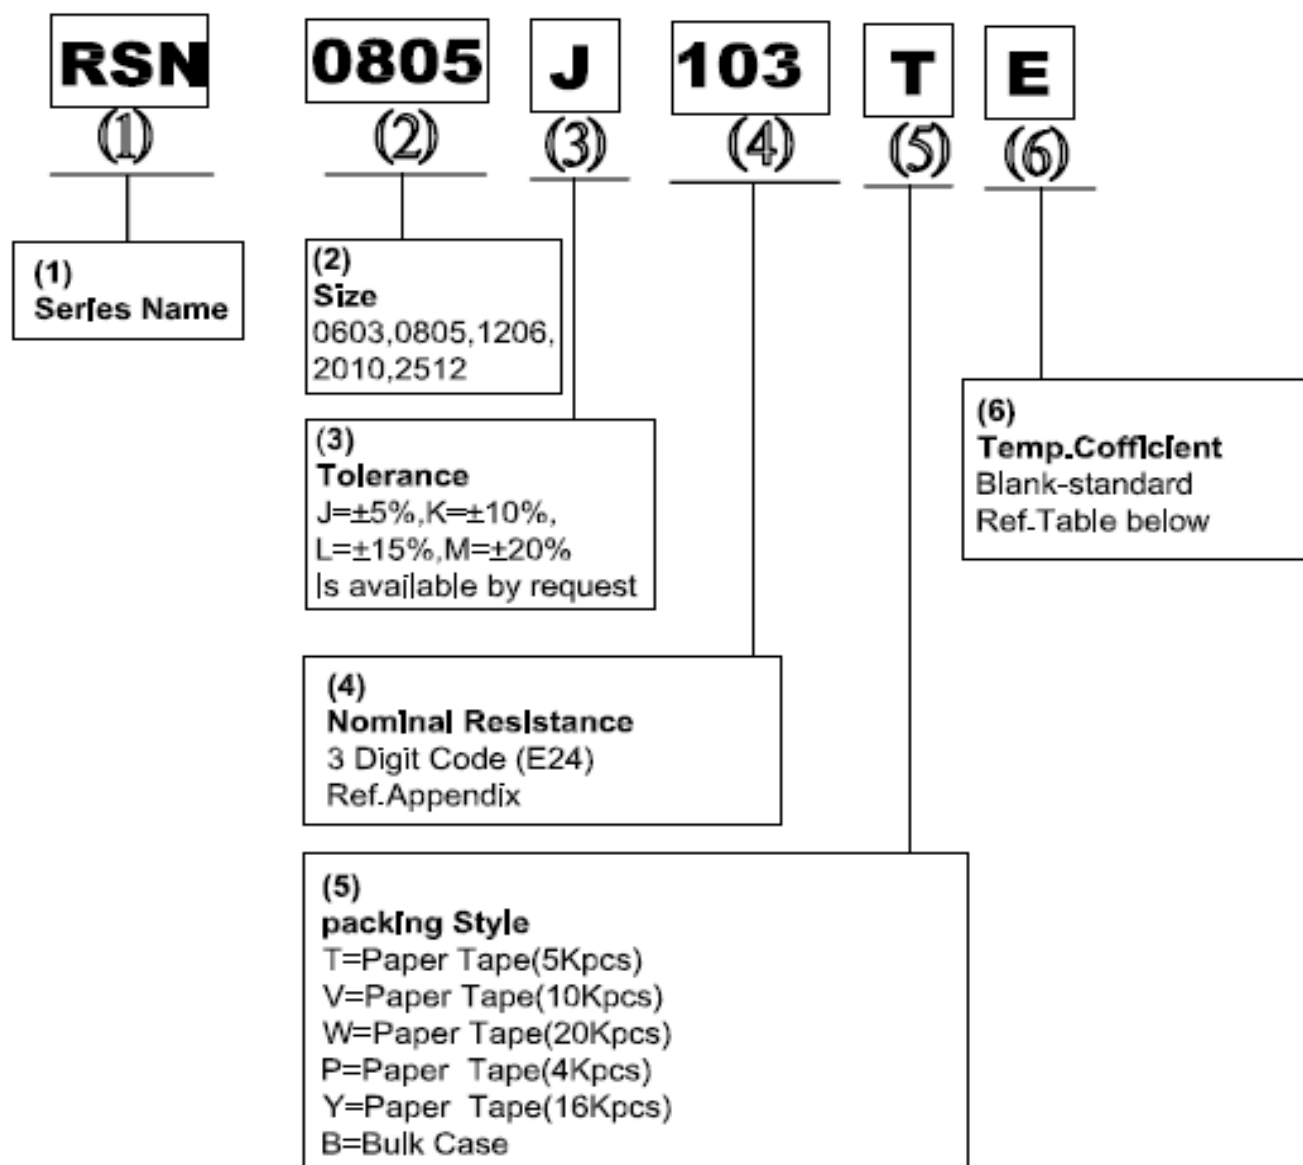 RSN 0805 J 103 T E
(1) (2) (3) (4) (5) (6)
(1)
Series Name
(2)
Size
0603,0805,1206,
2010,2512
(3)
Tolerance
J=±5%,K=±10%,
L=±15%,M=±20%
Is available by request
(6)
Temp.Cofficient
Blank-standard
Ref.Table below
(4)
Nominal Resistance
3 Digit Code (E24)
Ref.Appendix
(5)
packing Style
T=Paper Tape(5Kpcs)
V=Paper Tape(10Kpcs)
W=Paper Tape(20Kpcs)
P=Paper Tape(4Kpcs)
Y=Paper Tape(16Kpcs)
B=Bulk Case